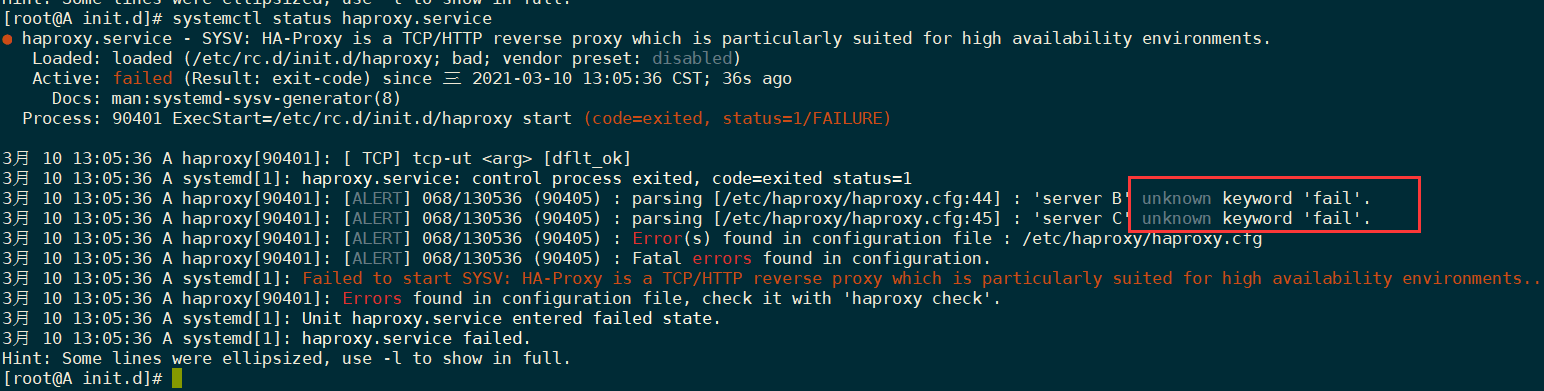 Hint: Some lines were ellipsized, use -l to show in full.
[root@A init.d]# systemctl status haproxy.service
● haproxy.service - SYSV: HA-Proxy is a TCP/HTTP reverse proxy which is particularly suited for high availability environments.
Loaded: loaded (/etc/rc.d/init.d/haproxy; bad; vendor preset: disabled)
Active: failed (Result: exit-code) since 三 2021-03-10 13:05:36 CST; 36s ago
Docs: man:systemd-sysv-generator(8)
Process: 90401 ExecStart=/etc/rc.d/init.d/haproxy start (code=exited, status=1/FAILURE)
3月 10 13:05:36 A haproxy[90401]: [ TCP] tcp-ut <arg> [dflt_ok]
3月 10 13:05:36 A systemd[1]: haproxy.service: control process exited, code=exited status=1
3月 10 13:05:36 A haproxy[90401]: [ALERT] 068/130536 (90405) : parsing [/etc/haproxy/haproxy.cfg:44] : 'server B' unknown keyword 'fail'.
3月 10 13:05:36 A haproxy[90401]: [ALERT] 068/130536 (90405) : parsing [/etc/haproxy/haproxy.cfg:45] : 'server C' unknown keyword 'fail'.
3月 10 13:05:36 A haproxy[90401]: [ALERT] 068/130536 (90405) : Error(s) found in configuration file : /etc/haproxy/haproxy.cfg
3月 10 13:05:36 A haproxy[90401]: [ALERT] 068/130536 (90405) : Fatal errors found in configuration.
3月 10 13:05:36 A systemd[1]: Failed to start SYSV: HA-Proxy is a TCP/HTTP reverse proxy which is particularly suited for high availability environments..
3月 10 13:05:36 A haproxy[90401]: Errors found in configuration file, check it with 'haproxy check'.
3月 10 13:05:36 A systemd[1]: Unit haproxy.service entered failed state.
3月 10 13:05:36 A systemd[1]: haproxy.service failed.
Hint: Some lines were ellipsized, use -l to show in full.
[root@A init.d]#